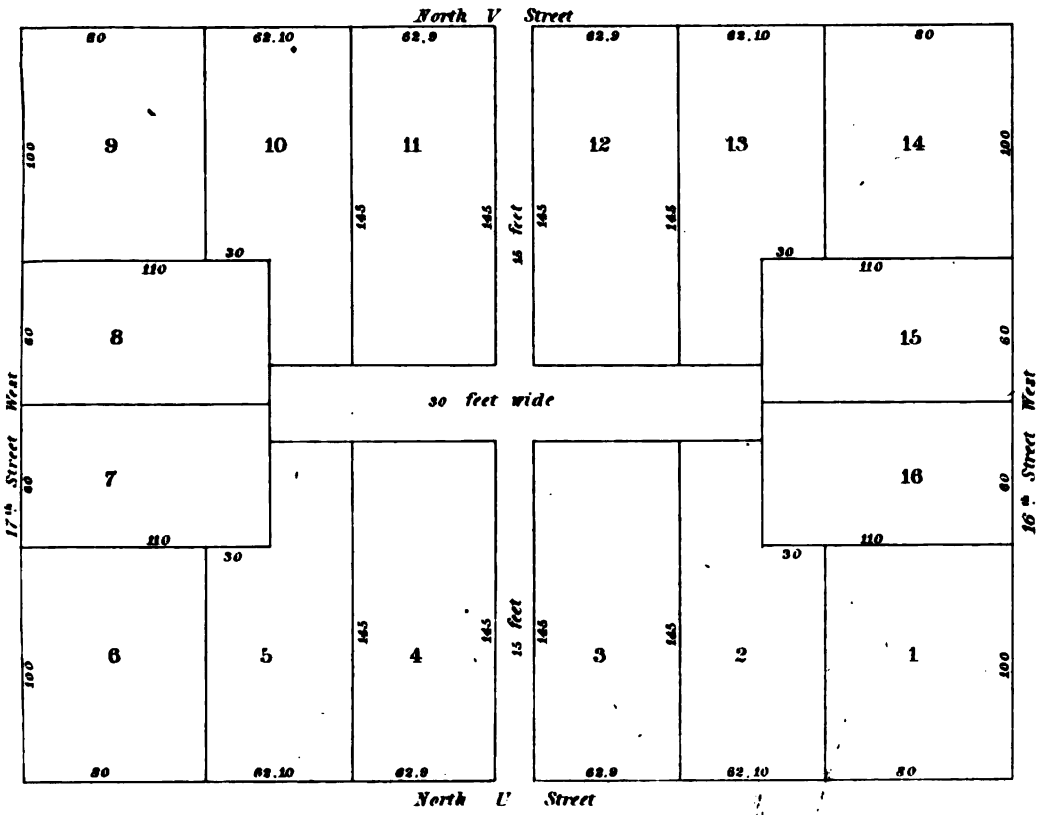 North V Street
80 62.10 62.9 62.9 62.10 80
9 10 11 12 13 14
100 100
145 145 15 feet 145 145
30 30
110 110
8 15
60 60
30 feet wide
17th Street West
16th Street West
7 16
60 60
110 110
30 30
145 145 15 feet 145 145
6 5 4 3 2 1
100 100
80 62.10 62.9 62.9 62.10 80
North U Street